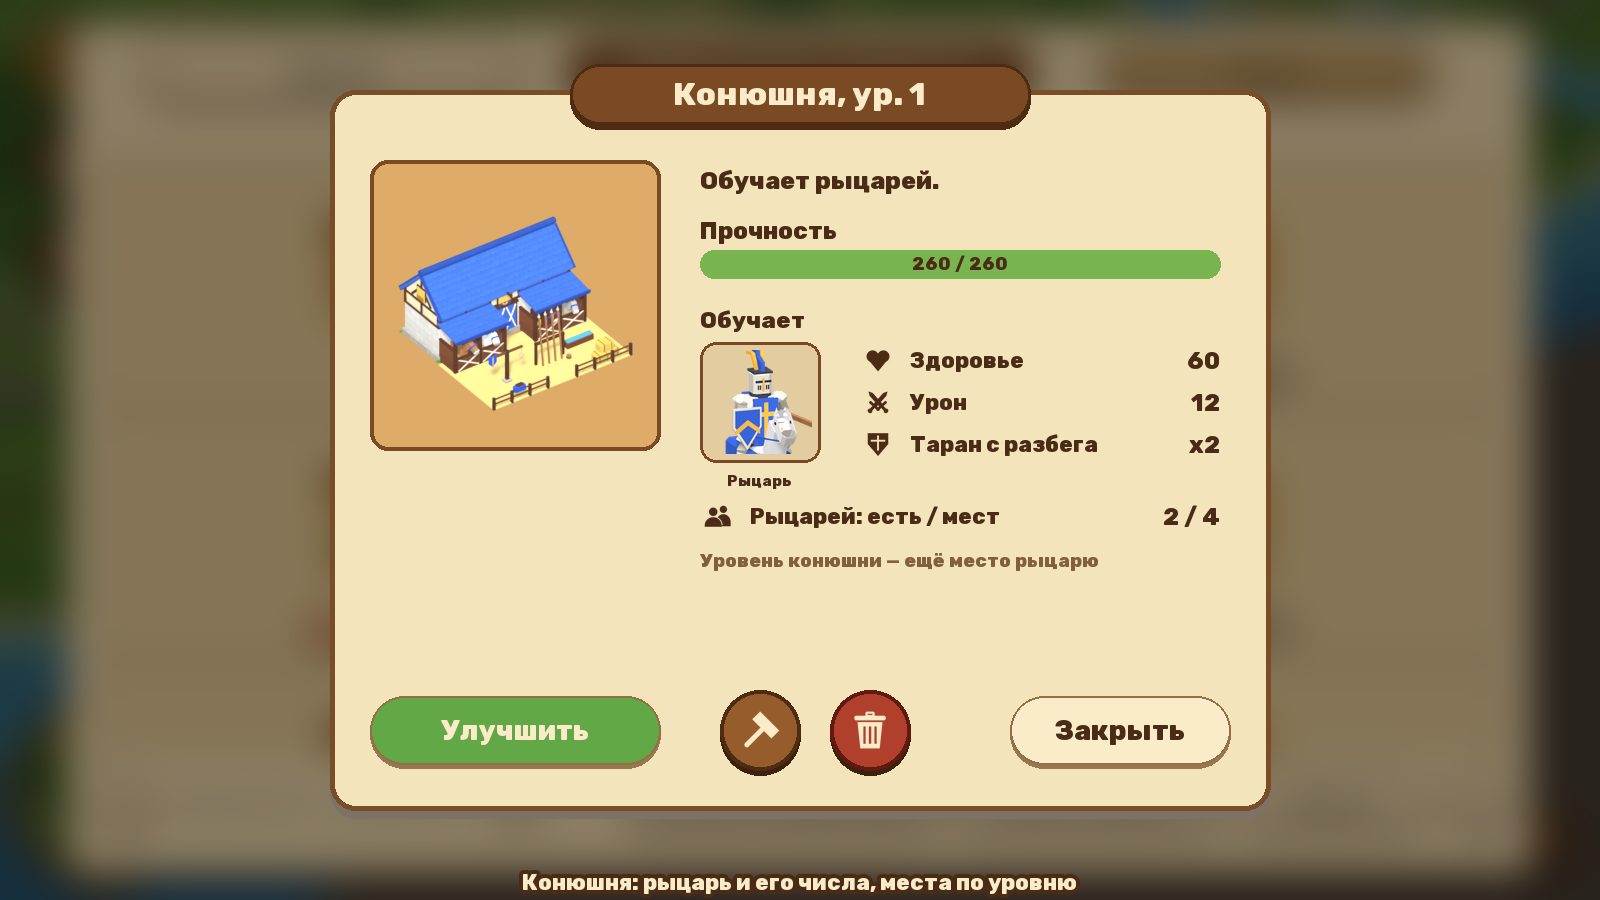 Конюшня, ур. 1
Обучает рыцарей.
Прочность
260 / 260
Обучает
Здоровье 60
Урон 12
Таран с разбега x2
Рыцарь
Рыцарей: есть / мест 2 / 4
Уровень конюшни — ещё место рыцарю
Улучшить
Закрыть
Конюшня: рыцарь и его числа, места по уровню